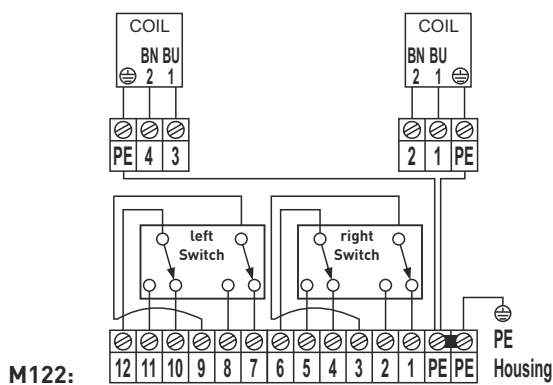 COIL
BN BU
2 1
PE 4 3
COIL
BN BU
2 1
2 1 PE
left
Switch
right
Switch
12 11 10 9 8 7 6 5 4 3 2 1 PE PE
PE
Housing
M122: